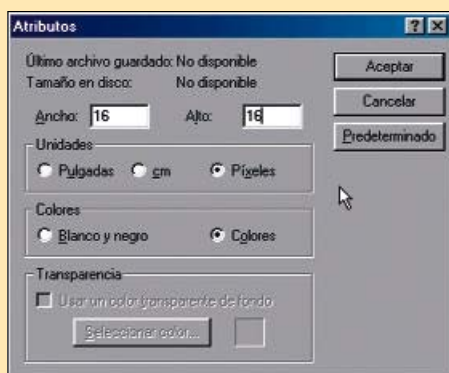 Atributos
Último archivo guardado: No disponible
Tamaño en disco: No disponible
Ancho: 16 Alto: 16
Aceptar
Cancelar
Predeterminado
Unidades
Pulgadas cm Píxeles
Colores
Blanco y negro Colores
Transparencia
Usar un color transparente de fondo
Seleccionar color...